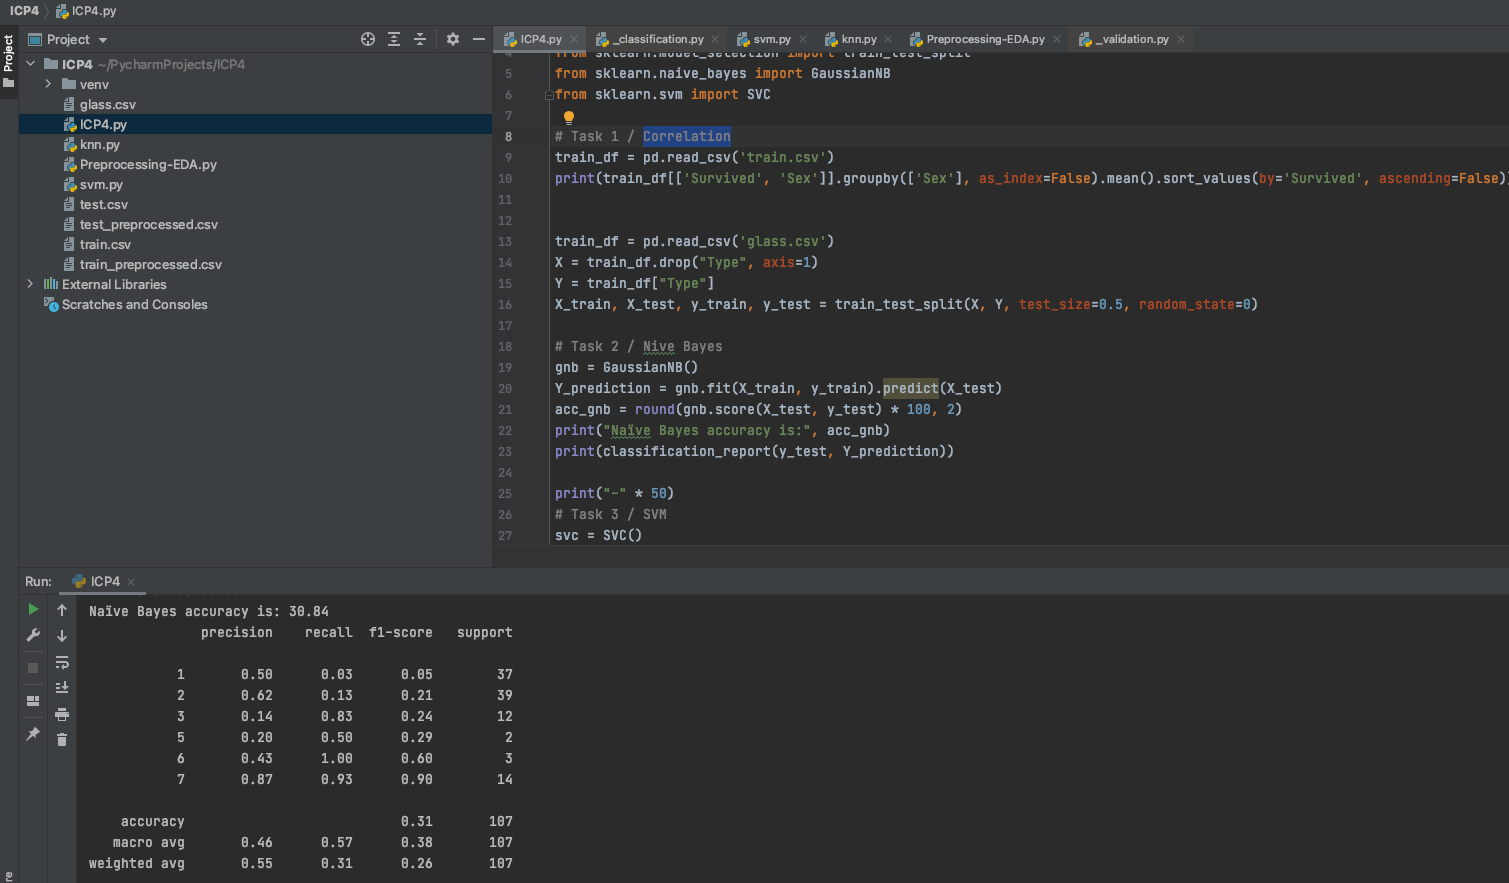 ICP4 ICP4.py
Project
Project
ICP4 ~/PycharmProjects/ICP4
venv
glass.csv
ICP4.py
knn.py
Preprocessing-EDA.py
svm.py
test.csv
test_preprocessed.csv
train.csv
train_preprocessed.csv
External Libraries
Scratches and Consoles
ICP4.py _classification.py svm.py knn.py Preprocessing-EDA.py _validation.py
4 from sklearn.model_selection import train_test_split
5 from sklearn.naive_bayes import GaussianNB
6 from sklearn.svm import SVC
7
8 # Task 1 / Correlation
9 train_df = pd.read_csv('train.csv')
10 print(train_df[['Survived', 'Sex']].groupby(['Sex'], as_index=False).mean().sort_values(by='Survived', ascending=False))
11
12
13 train_df = pd.read_csv('glass.csv')
14 X = train_df.drop("Type", axis=1)
15 Y = train_df["Type"]
16 X_train, X_test, y_train, y_test = train_test_split(X, Y, test_size=0.5, random_state=0)
17
18 # Task 2 / Nive Bayes
19 gnb = GaussianNB()
20 Y_prediction = gnb.fit(X_train, y_train).predict(X_test)
21 acc_gnb = round(gnb.score(X_test, y_test) * 100, 2)
22 print("Naïve Bayes accuracy is:", acc_gnb)
23 print(classification_report(y_test, Y_prediction))
24
25 print("-" * 50)
26 # Task 3 / SVM
27 svc = SVC()
Run: ICP4
Naïve Bayes accuracy is: 30.84
precision recall f1-score support
1 0.50 0.03 0.05 37
2 0.62 0.13 0.21 39
3 0.14 0.83 0.24 12
5 0.20 0.50 0.29 2
6 0.43 1.00 0.60 3
7 0.87 0.93 0.90 14
accuracy 0.31 107
macro avg 0.46 0.57 0.38 107
weighted avg 0.55 0.31 0.26 107